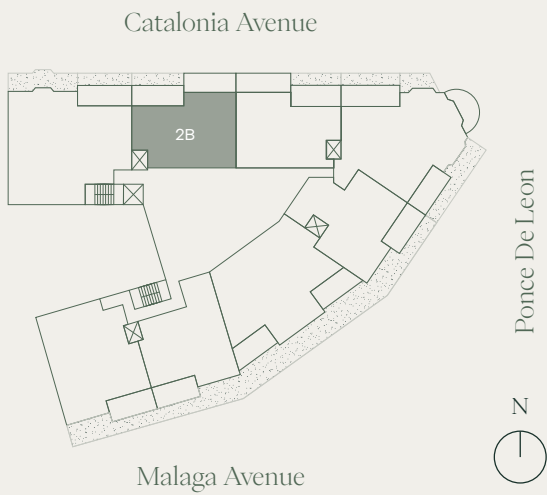 Catalonia Avenue
2B
Ponce De Leon
N
Malaga Avenue